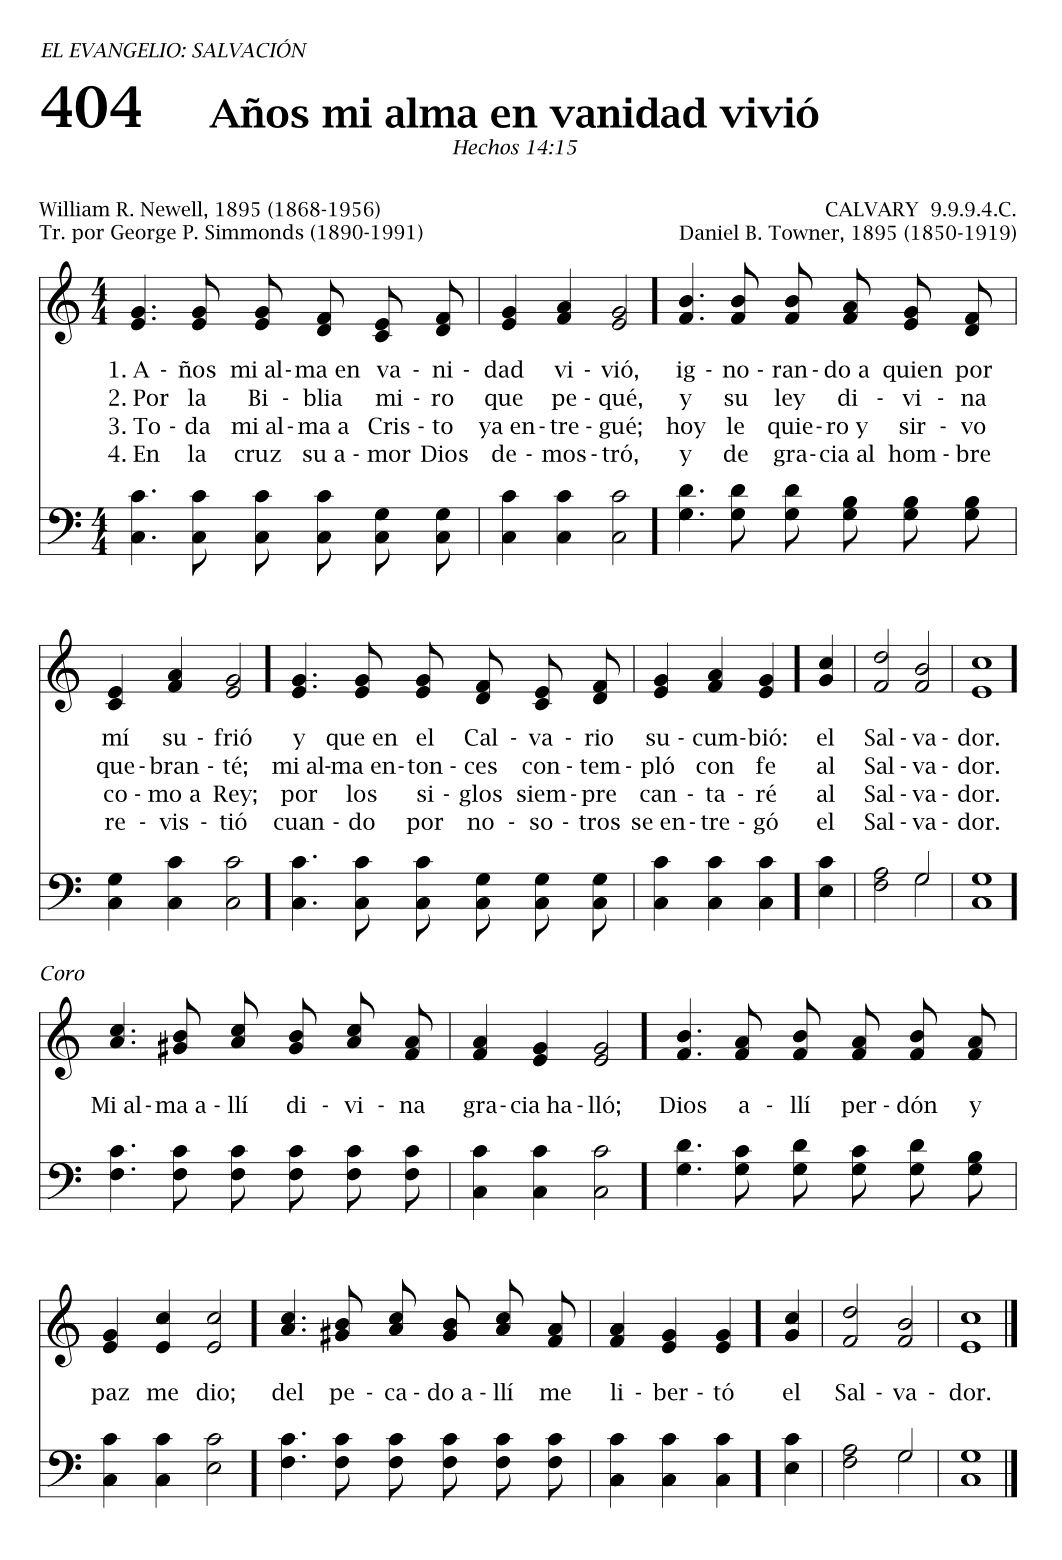 EL EVANGELIO: SALVACIÓN
404 Años mi alma en vanidad vivió
Hechos 14:15
William R. Newell, 1895 (1868-1956)
CALVARY 9.9.9.4.C.
Tr. por George P. Simmonds (1890-1991)
Daniel B. Towner, 1895 (1850-1919)
1. A - ños mi al - ma en va - ni - dad vi - vió, ig - no - ran - do a quien por
2. Por la Bi - blia mi - ro que pe - qué, y su ley di - vi - na
3. To - da mi al - ma a Cris - to ya en - tre - gué; hoy le quie - ro y sir - vo
4. En la cruz su a - mor Dios de - mos - tró, y de gra - cia al hom - bre
mí su - frió y que en el Cal - va - rio su - cum - bió: el Sal - va - dor.
que - bran - té; mi al - ma en - ton - ces con - tem - pló con fe al Sal - va - dor.
co - mo a Rey; por los si - glos siem - pre can - ta - ré al Sal - va - dor.
re - vis - tió cuan - do por no - so - tros se en - tre - gó el Sal - va - dor.
Coro
Mi al - ma a - llí di - vi - na gra - cia ha - lló; Dios a - llí per - dón y
paz me dio; del pe - ca - do a - llí me li - ber - tó el Sal - va - dor.